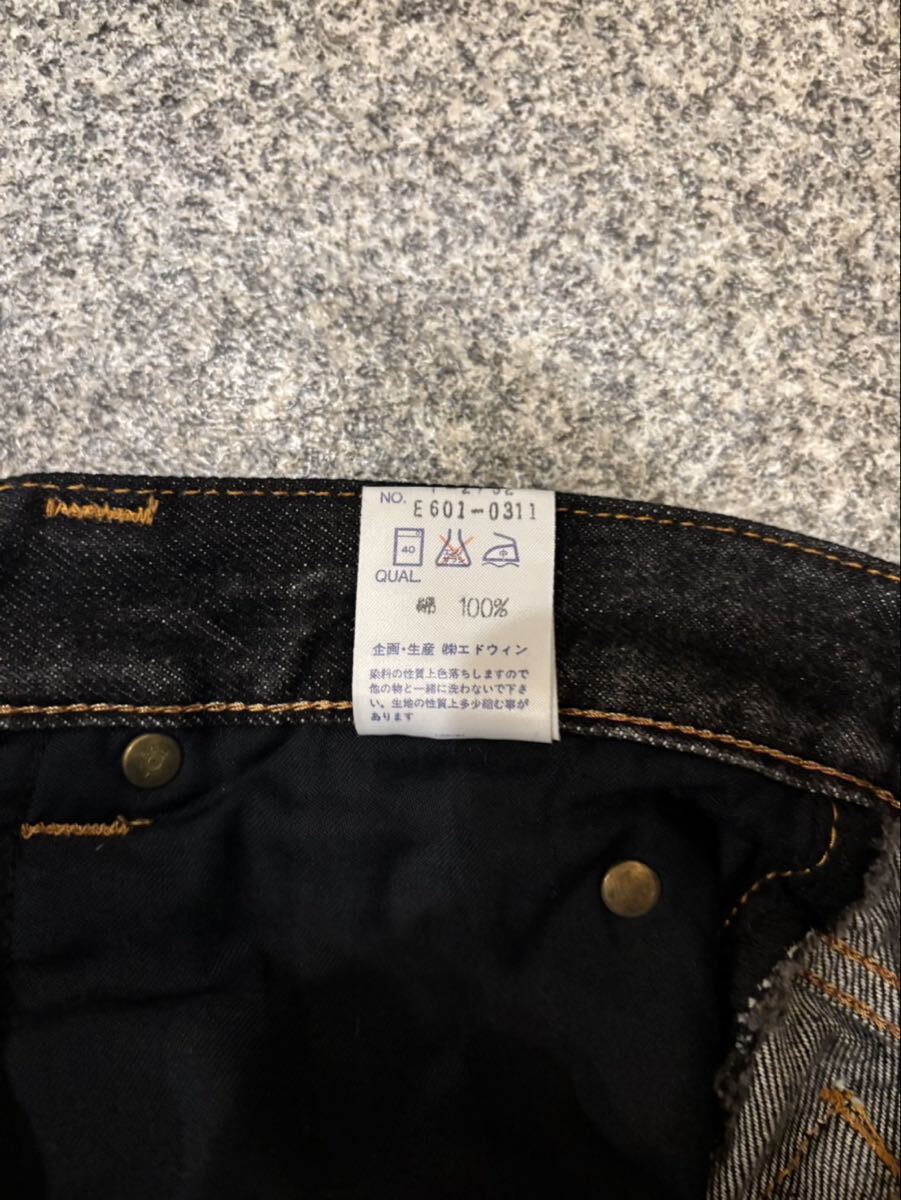 NO.
E601-0311
40
中
QUAL.
綿 100%
企画・生産 ㈱エドウィン
染料の性質上色落ちしますので
他の物と一緒に洗わないで下さ
い。生地の性質上多少縮む事が
あります